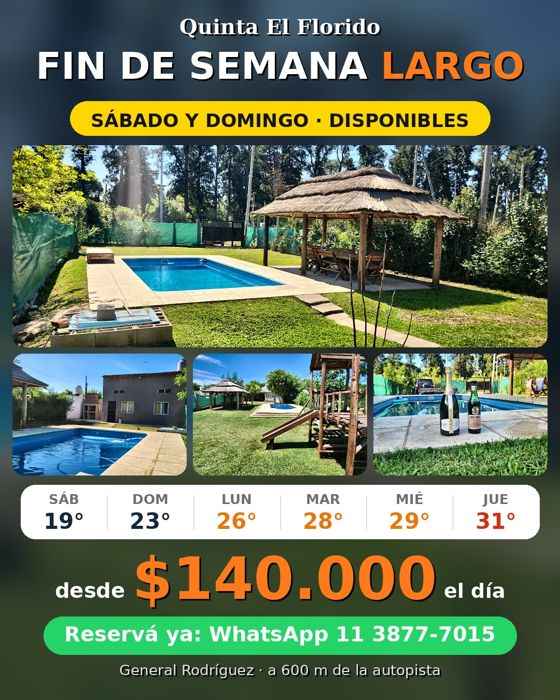 Quinta El Florido
FIN DE SEMANA LARGO
SÁBADO Y DOMINGO · DISPONIBLES
SÁB DOM LUN MAR MIÉ JUE
19° 23° 26° 28° 29° 31°
desde $140.000 el día
Reservá ya: WhatsApp 11 3877-7015
General Rodríguez · a 600 m de la autopista